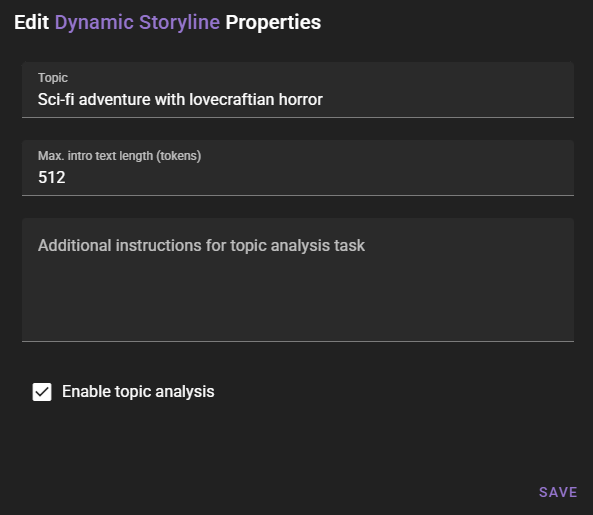 Edit Dynamic Storyline Properties
Topic
Sci-fi adventure with lovecraftian horror
Max. intro text length (tokens)
512
Additional instructions for topic analysis task
Enable topic analysis
SAVE